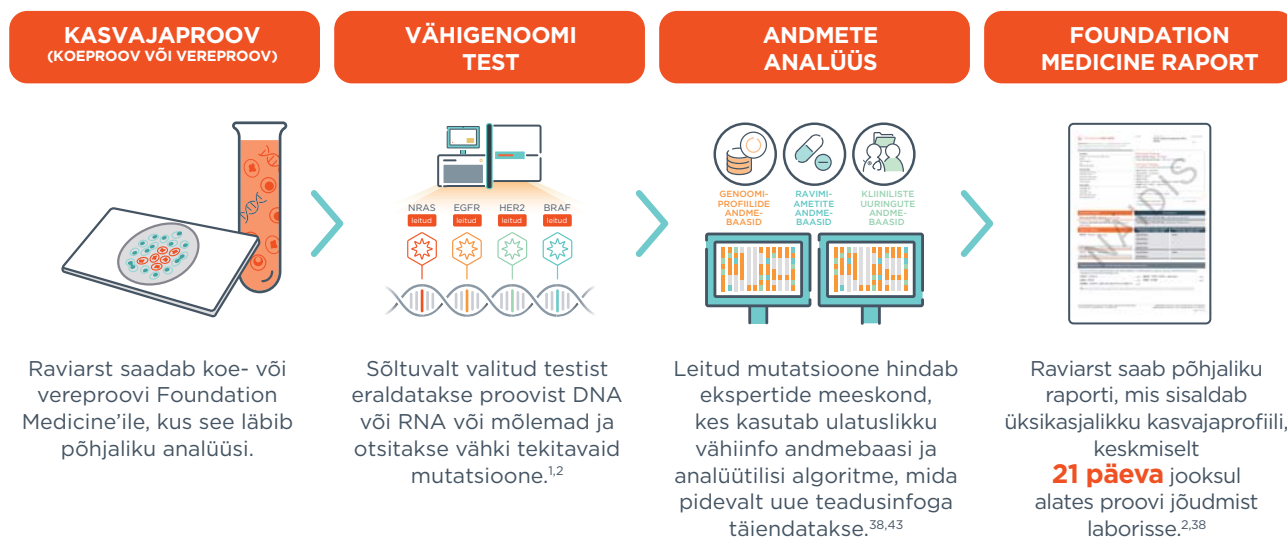 KASVAJAPROOV
(KOEPROOV VÕI VEREPROOV)
VÄHIGENOOMI
TEST
ANDMETE
ANALÜÜS
FOUNDATION
MEDICINE RAPORT
NRAS
EGFR
HER2
BRAF
leitud
leitud
leitud
leitud
GENOOMI-
PROFIILIDE
ANDME-
BAASID
RAVIMI-
AMETITE
ANDME-
BAASID
KLIINILISTE
UURINGUTE
ANDME-
BAASID
NÄIDIS
Raviarst saadab koe- või
vereproovi Foundation
Medicine’ile, kus see läbib
põhjaliku analüüsi.
Sõltuvalt valitud testist
eraldatakse proovist DNA
või RNA või mõlemad ja
otsitakse vähki tekitavaid
mutatsioone.1,2
Leitud mutatsioone hindab
ekspertide meeskond,
kes kasutab ulatuslikku
vähiinfo andmebaasi ja
analüütilisi algoritme, mida
pidevalt uue teadusinfoga
täiendatakse.38,43
Raviarst saab põhjaliku
raporti, mis sisaldab
üksikasjalikku kasvajaprofiili,
keskmiselt
21 päeva jooksul
alates proovi jõudmist
laborisse.2,38